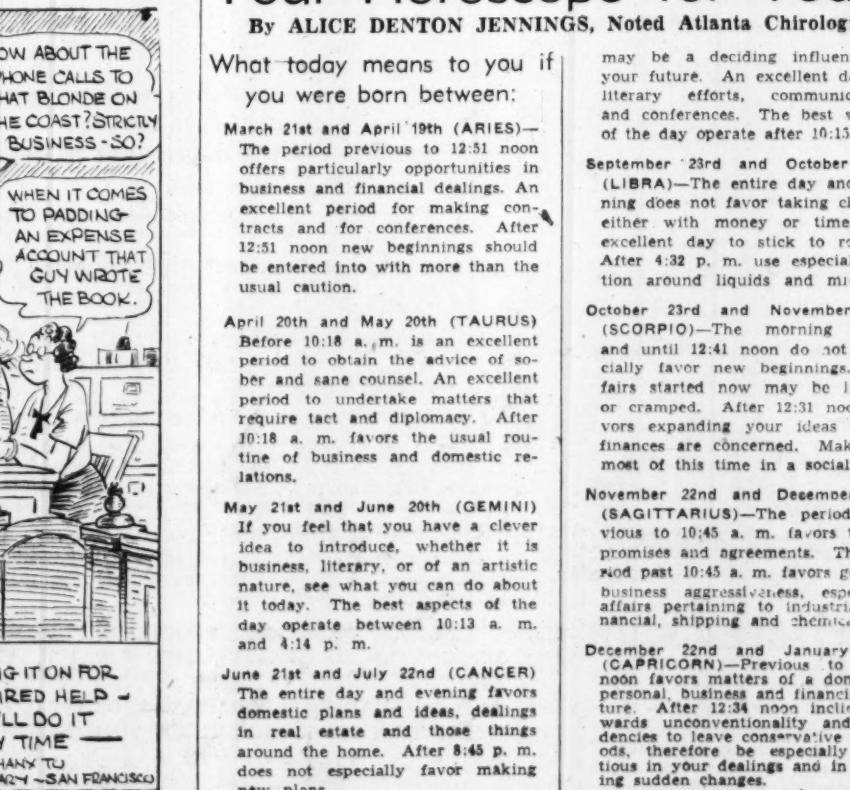 OW ABOUT THE
HONE CALLS TO
HAT BLONDE ON
HE COAST? STRICTLY
BUSINESS - SO?
WHEN IT COMES
TO PADDING
AN EXPENSE
ACCOUNT THAT
GUY WROTE
THE BOOK.
G IT ON FOR
IRED HELP -
'LL DO IT
Y TIME —
HANX TO
ARY - SAN FRANCISCO
By ALICE DENTON JENNINGS, Noted Atlanta Chirolog
What today means to you if
you were born between:
March 21st and April 19th (ARIES)—
The period previous to 12:51 noon
offers particularly opportunities in
business and financial dealings. An
excellent period for making con-
tracts and for conferences. After
12:51 noon new beginnings should
be entered into with more than the
usual caution.
April 20th and May 20th (TAURUS)
Before 10:18 a. m. is an excellent
period to obtain the advice of so-
ber and sane counsel. An excellent
period to undertake matters that
require tact and diplomacy. After
10:18 a. m. favors the usual rou-
tine of business and domestic re-
lations.
May 21st and June 20th (GEMINI)
If you feel that you have a clever
idea to introduce, whether it is
business, literary, or of an artistic
nature, see what you can do about
it today. The best aspects of the
day operate between 10:13 a. m.
and 4:14 p. m.
June 21st and July 22nd (CANCER)
The entire day and evening favors
domestic plans and ideas, dealings
in real estate and those things
around the home. After 8:45 p. m.
does not especially favor making
new plans.
may be a deciding influen
your future. An excellent d
literary efforts, communic
and conferences. The best
of the day operate after 10:15
September 23rd and October
(LIBRA)—The entire day and
ning does not favor taking c
either with money or time
excellent day to stick to r
After 4:32 p. m. use especial
tion around liquids and mi
October 23rd and November
(SCORPIO)—The morning
and until 12:41 noon do not
cially favor new beginnings.
fairs started now may be l
or cramped. After 12:31 noo
vors expanding your ideas
finances are concerned. Mak
most of this time in a social
November 22nd and December
(SAGITTARIUS)—The period
vious to 10:45 a. m. favors
promises and agreements. Th
riod past 10:45 a. m. favors g
business aggressiveness, espe
affairs pertaining to industri
nancial, shipping and chemic
December 22nd and January
(CAPRICORN)—Previous to
noon favors matters of a dom
personal, business and financi
ture. After 12:34 noon incli
wards unconventionality and
dencies to leave conservative
ods, therefore be especially
tious in your dealings and in
ing sudden changes.